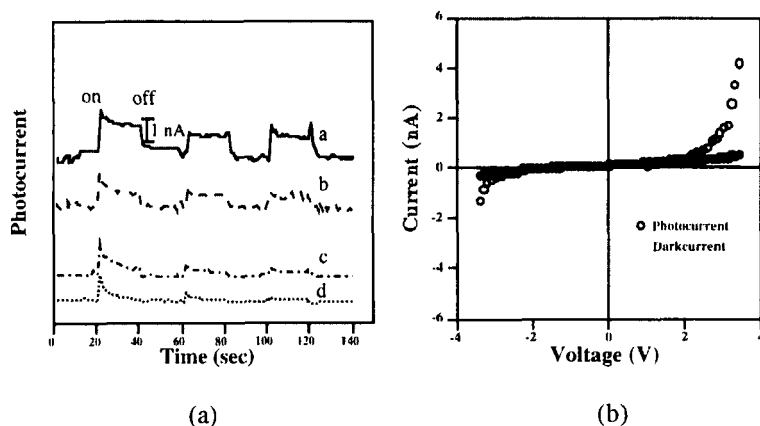 Photocurrent
on off
1 nA
a
b
c
d
0 20 40 60 80 100 120 140
Time (sec)
(a)
Current (nA)
6
4
2
0
-2
-4
-6
Photocurrent
Darkcurrent
-4 -2 0 2 4
Voltage (V)
(b)